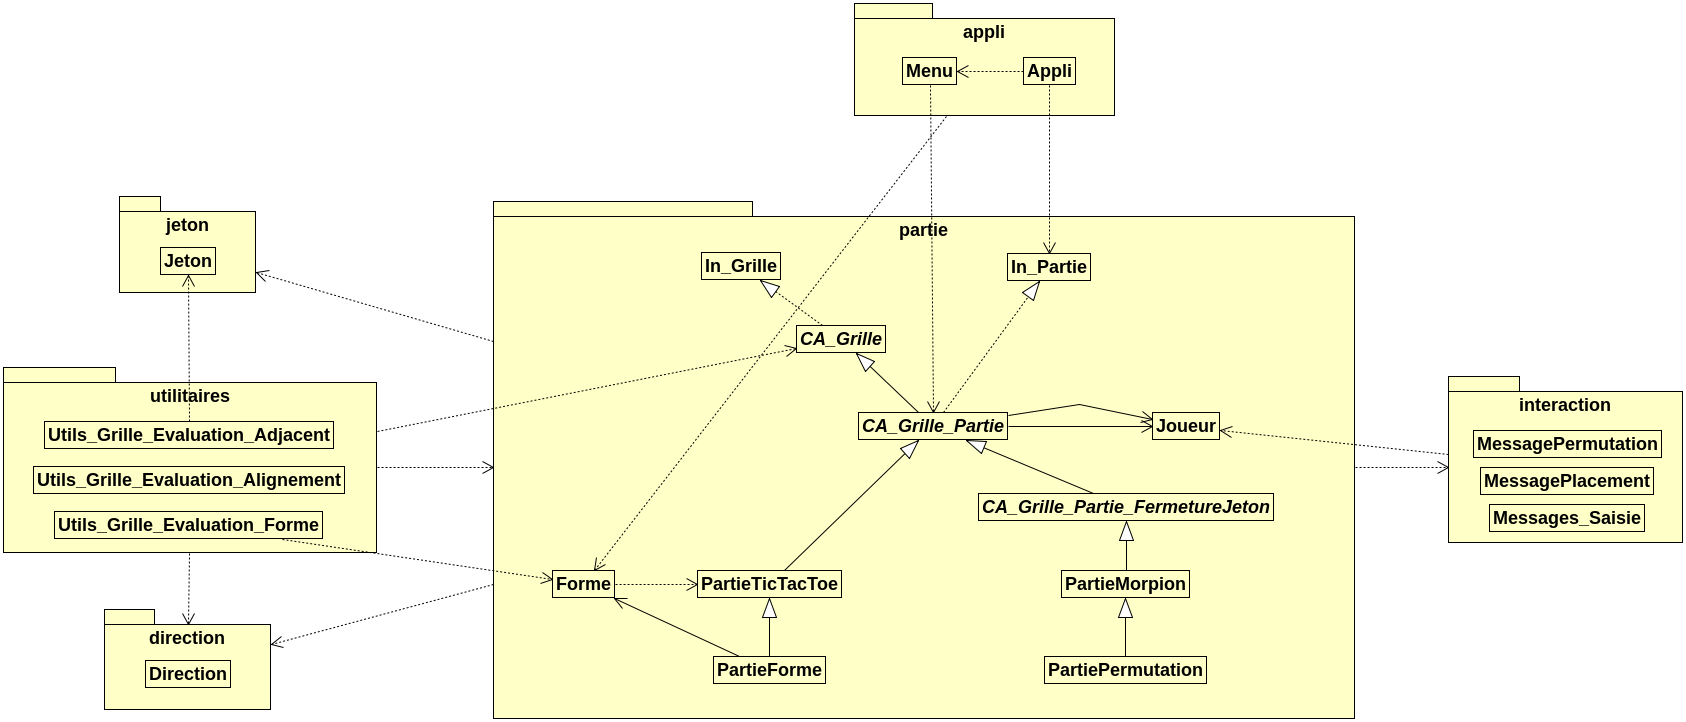 appli
Menu
Appli
jeton
Jeton
partie
In_Grille
In_Partie
CA_Grille
CA_Grille_Partie
Joueur
CA_Grille_Partie_FermetureJeton
Forme
PartieTicTacToe
PartieMorpion
PartieForme
PartiePermutation
utilitaires
Utils_Grille_Evaluation_Adjacent
Utils_Grille_Evaluation_Alignement
Utils_Grille_Evaluation_Forme
interaction
MessagePermutation
MessagePlacement
Messages_Saisie
direction
Direction